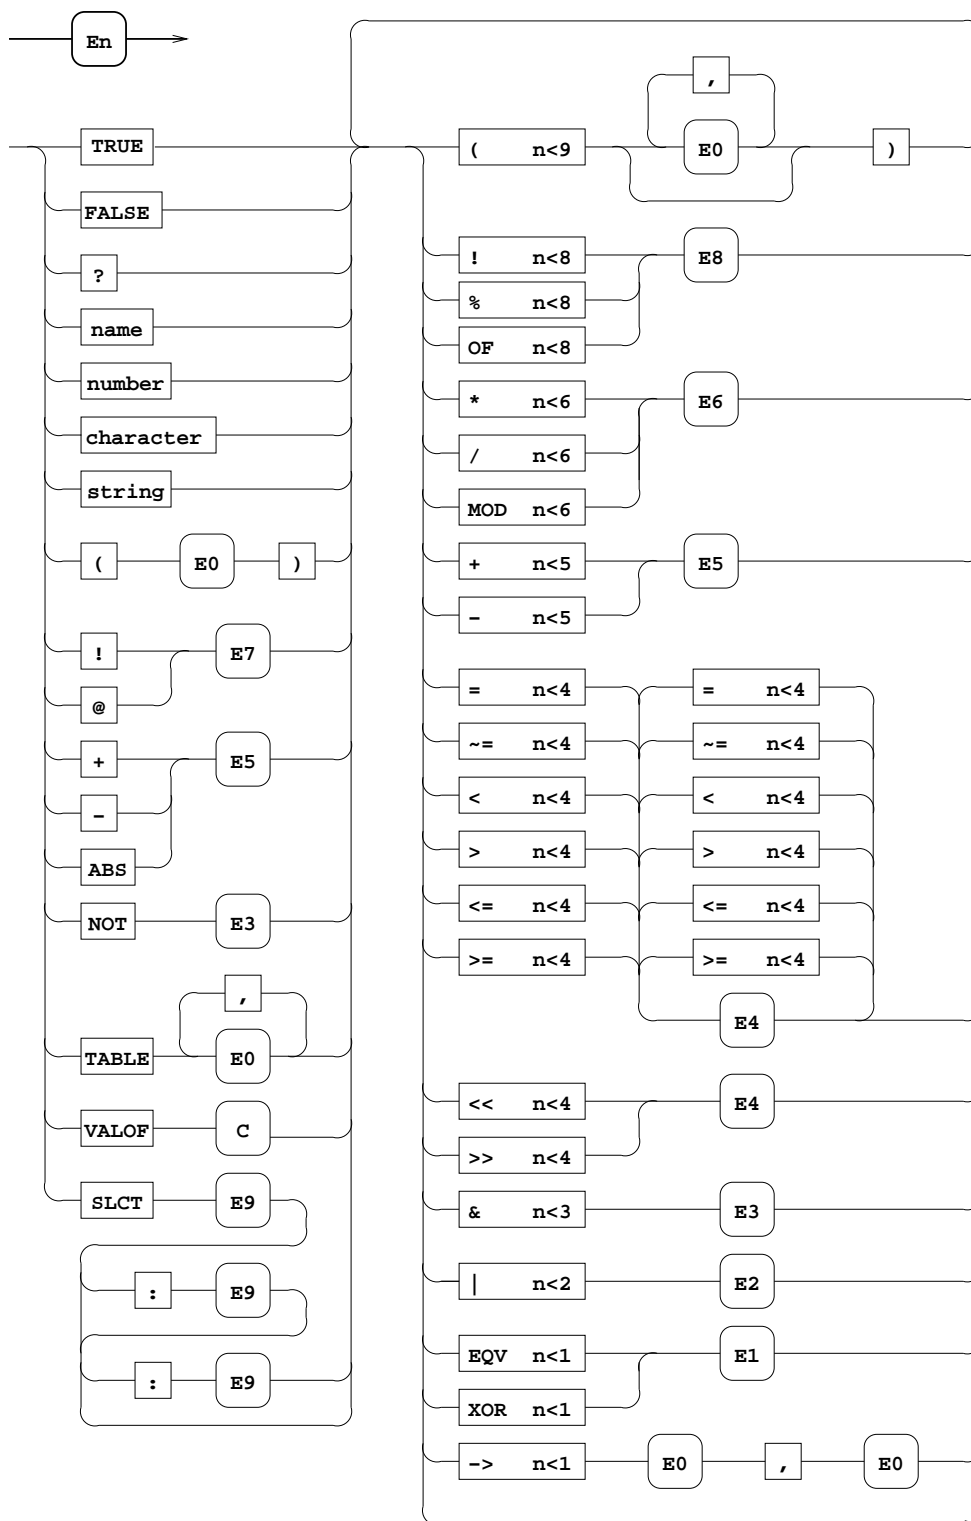 En
,
TRUE
( n<9
E0
)
FALSE
?
! n<8
E8
% n<8
name
OF n<8
number
* n<6
E6
character
/ n<6
string
MOD n<6
( E0 )
+ n<5
E5
- n<5
!
E7
@
= n<4
= n<4
+
E5
~= n<4
~= n<4
-
< n<4
< n<4
ABS
> n<4
> n<4
NOT
E3
<= n<4
<= n<4
>= n<4
>= n<4
,
E4
TABLE
E0
<< n<4
E4
VALOF
C
>> n<4
SLCT
E9
& n<3
E3
: E9
| n<2
E2
EQV n<1
E1
: E9
XOR n<1
-> n<1
E0 , E0